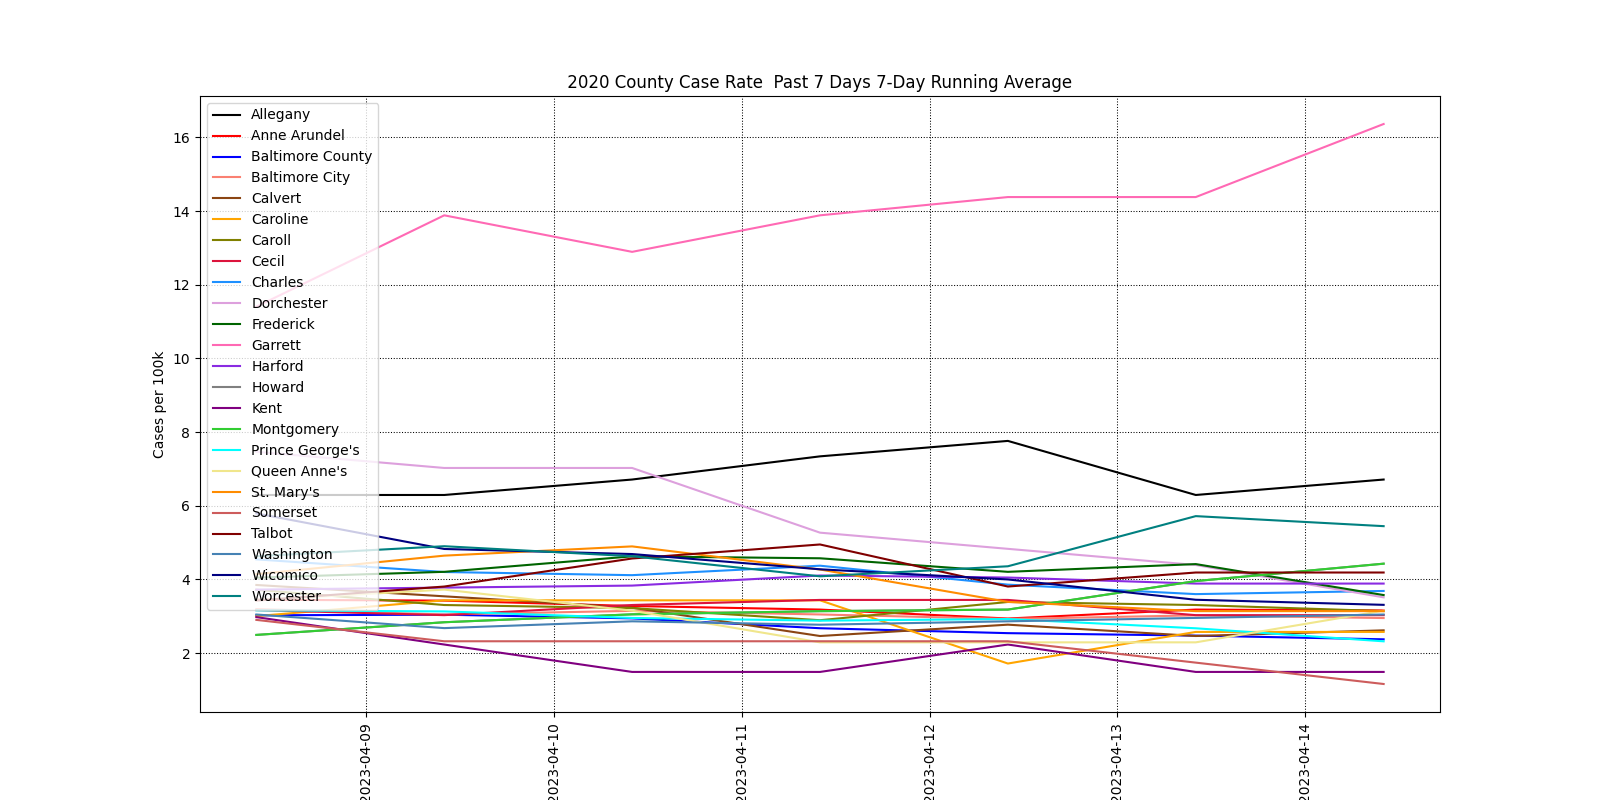 2020 County Case Rate  Past 7 Days 7-Day Running Average
Cases per 100k
16
14
12
10
8
6
4
2
Allegany
Anne Arundel
Baltimore County
Baltimore City
Calvert
Caroline
Caroll
Cecil
Charles
Dorchester
Frederick
Garrett
Harford
Howard
Kent
Montgomery
Prince George's
Queen Anne's
St. Mary's
Somerset
Talbot
Washington
Wicomico
Worcester
2023-04-09
2023-04-10
2023-04-11
2023-04-12
2023-04-13
2023-04-14